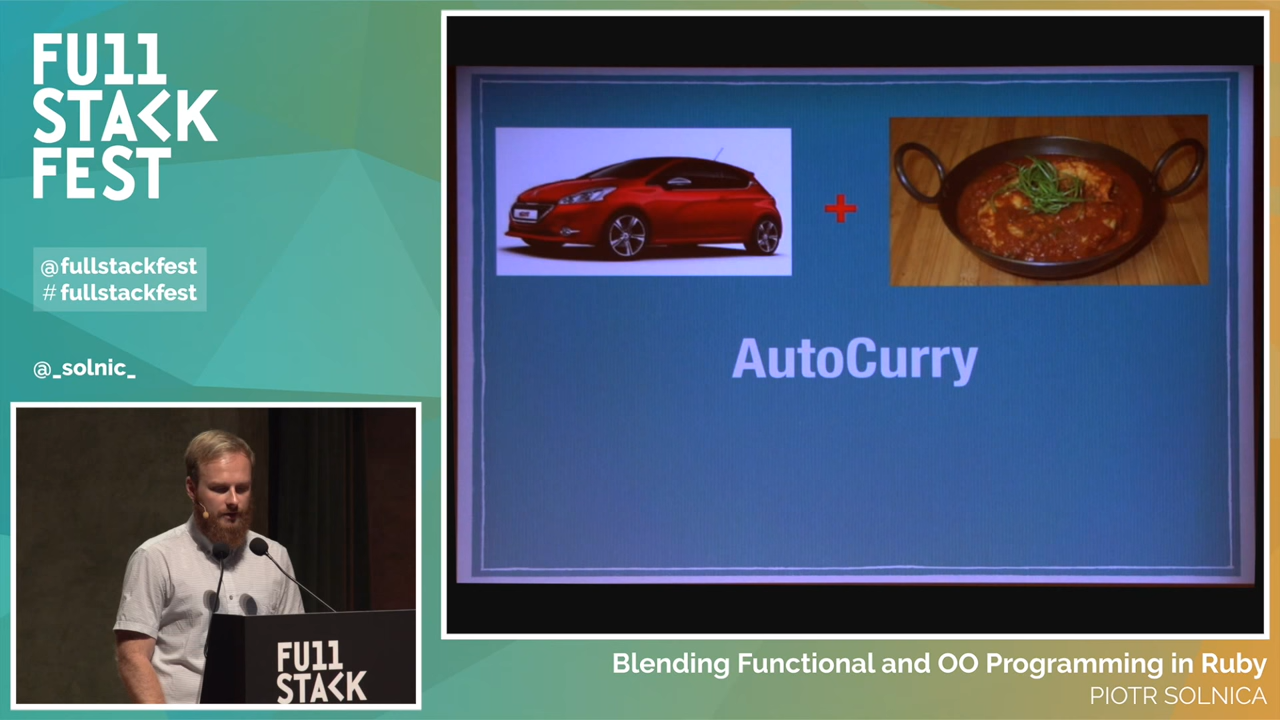 FU11
STACK
FEST
@fullstackfest
# fullstackfest
@_solnic_
AutoCurry
FU11
STACK
Blending Functional and OO Programming in Ruby
PIOTR SOLNICA